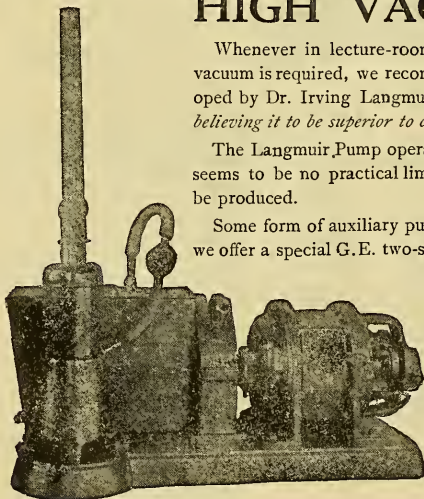 HIGH VAC
Whenever in lecture-room
vacuum is required, we recom
oped by Dr. Irving Langmu
believing it to be superior to a
The Langmuir Pump opera
seems to be no practical lim
be produced.
Some form of auxiliary pu
we offer a special G.E. two-s